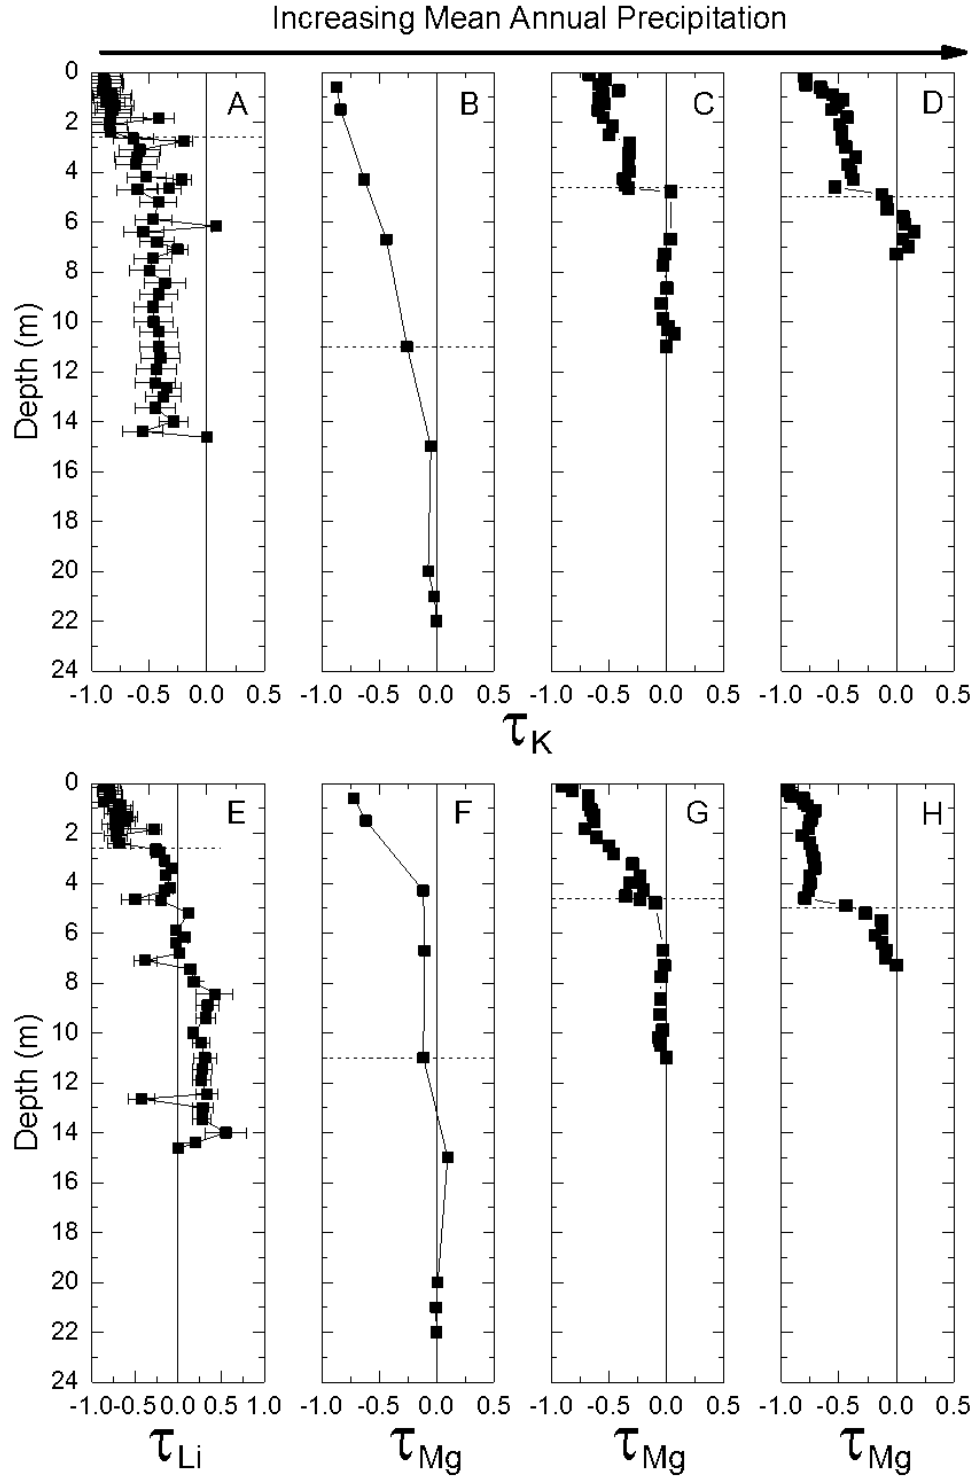 Increasing Mean Annual Precipitation
A B C D
0
2
4
6
8
10
12
14
16
18
20
22
24
Depth (m)
-1.0 -0.5 0.0 0.5 -1.0 -0.5 0.0 0.5 -1.0 -0.5 0.0 0.5 -1.0 -0.5 0.0 0.5
τK
E F G H
0
2
4
6
8
10
12
14
16
18
20
22
24
Depth (m)
-1.0 -0.5 0.0 0.5 1.0 -1.0 -0.5 0.0 0.5 -1.0 -0.5 0.0 0.5 -1.0 -0.5 0.0 0.5
τLi τMg τMg τMg